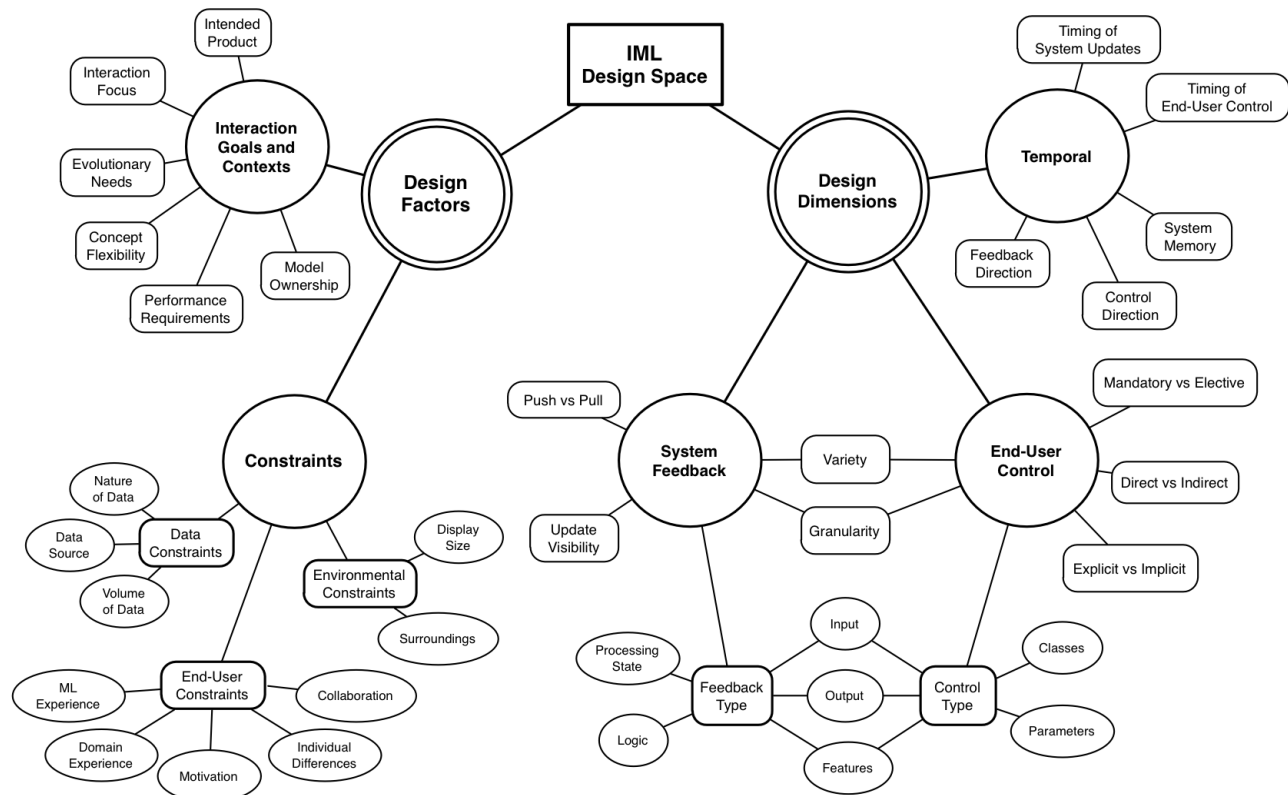 IML
Design Space
Design
Factors
Interaction
Goals and
Contexts
Intended
Product
Interaction
Focus
Evolutionary
Needs
Concept
Flexibility
Performance
Requirements
Model
Ownership
Constraints
Data
Constraints
Nature
of Data
Data
Source
Volume
of Data
Environmental
Constraints
Display
Size
Surroundings
End-User
Constraints
ML
Experience
Domain
Experience
Motivation
Individual
Differences
Collaboration
Design
Dimensions
Temporal
Timing of
System Updates
Timing of
End-User Control
System
Memory
Control
Direction
Feedback
Direction
System
Feedback
Push vs Pull
Update
Visibility
Variety
Granularity
End-User
Control
Mandatory vs Elective
Direct vs Indirect
Explicit vs Implicit
Feedback
Type
Processing
State
Logic
Input
Output
Features
Control
Type
Classes
Parameters